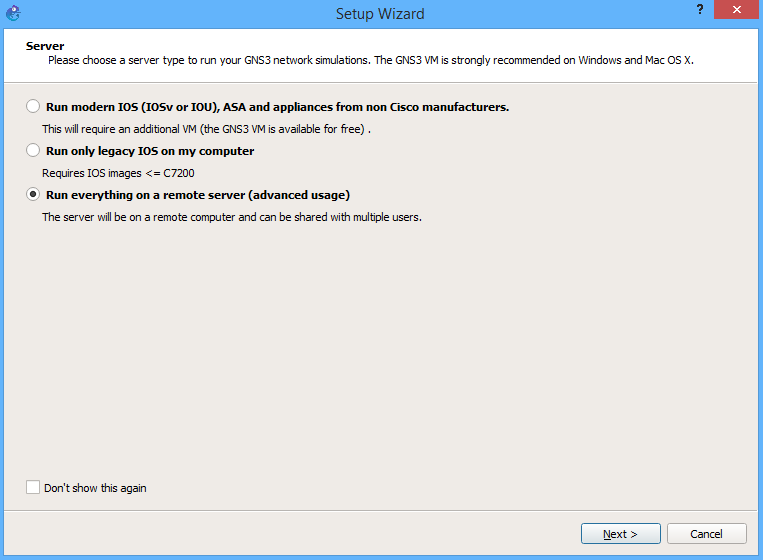 Setup Wizard
?
Server
Please choose a server type to run your GNS3 network simulations. The GNS3 VM is strongly recommended on Windows and Mac OS X.
Run modern IOS (IOSv or IOU), ASA and appliances from non Cisco manufacturers.
This will require an additional VM (the GNS3 VM is available for free) .
Run only legacy IOS on my computer
Requires IOS images <= C7200
Run everything on a remote server (advanced usage)
The server will be on a remote computer and can be shared with multiple users.
Don't show this again
Next >
Cancel